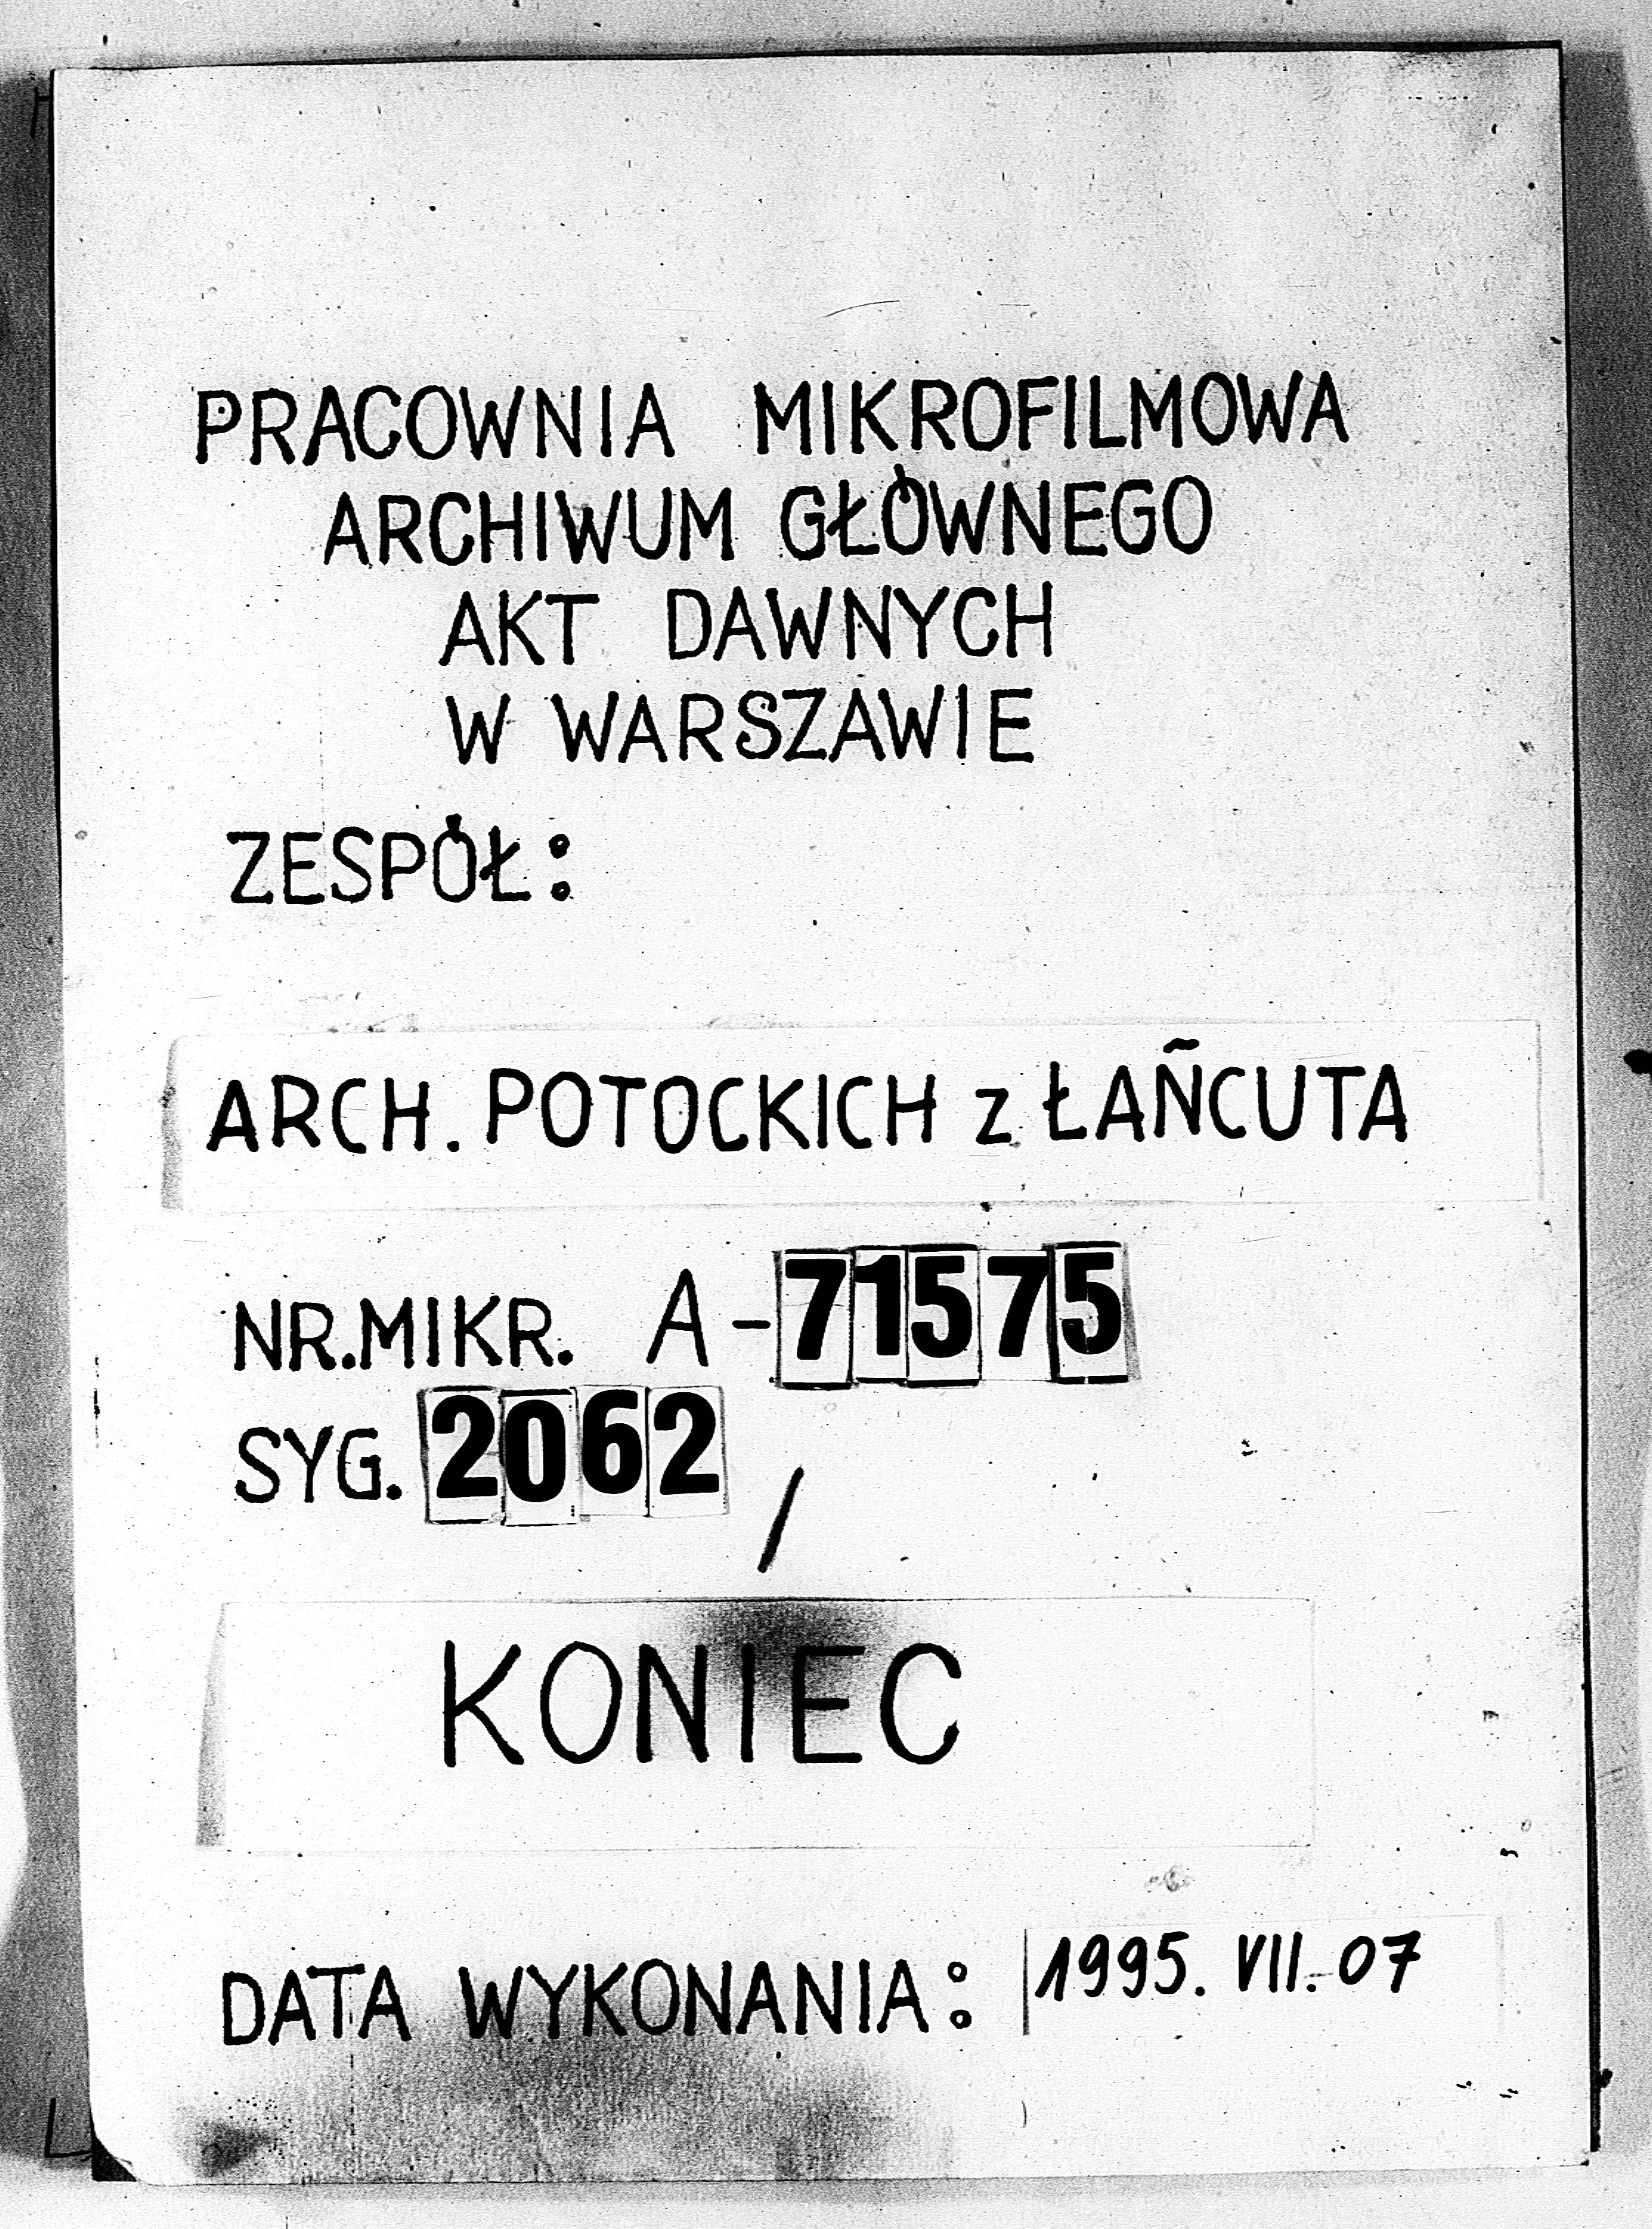 PRACOWNIA MIKROFILMOWA
ARCHIWUM GŁÓWNEGO
AKT DAWNYCH
W WARSZAWIE
ZESPÓŁ:
ARCH. POTOCKICH z ŁAŃCUTA
NR.MIKR. A-71575
SYG. 2062 /
KONIEC
DATA WYKONANIA: 1995. VII. 07